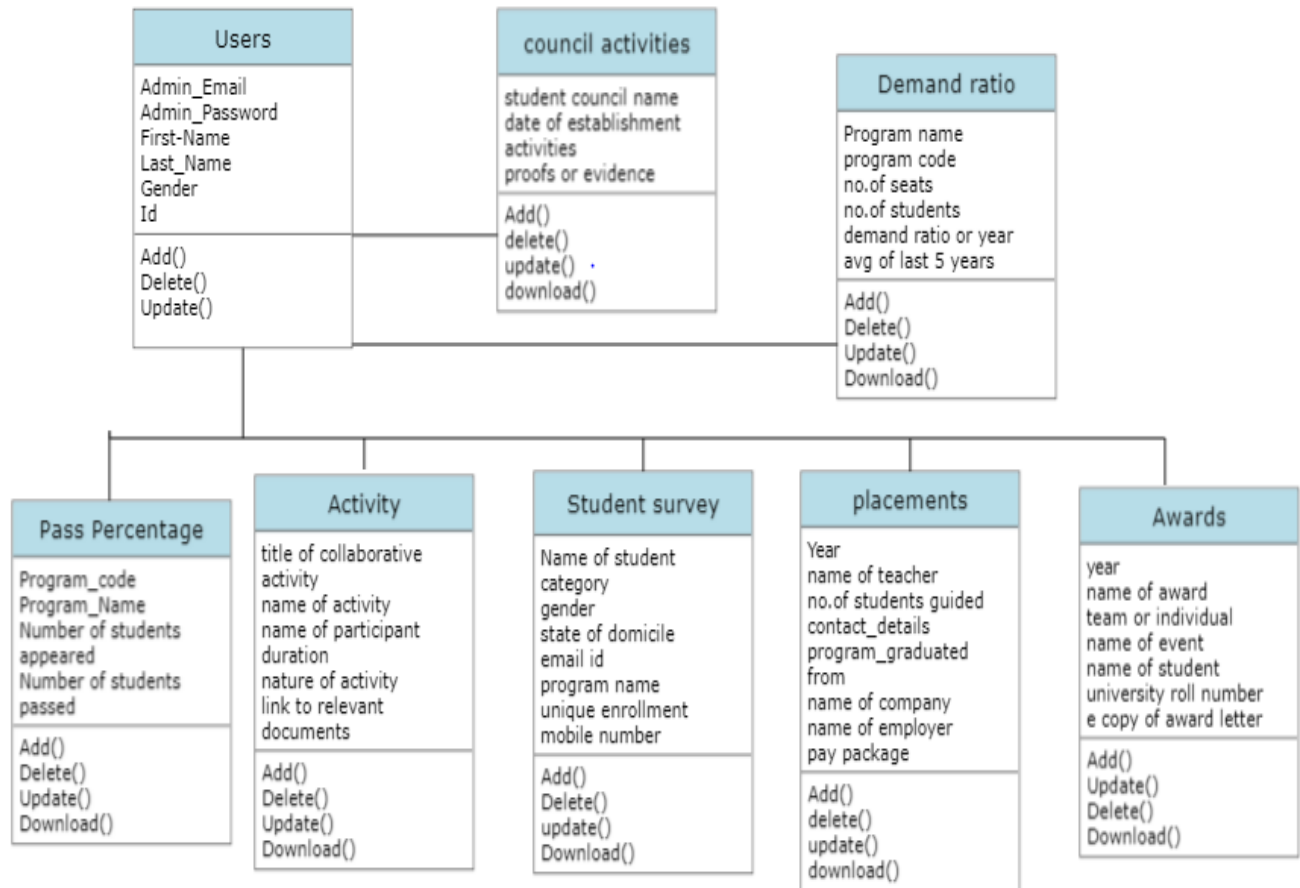 Users
Admin_Email
Admin_Password
First-Name
Last_Name
Gender
Id
Add()
Delete()
Update()
council activities
student council name
date of establishment
activities
proofs or evidence
Add()
delete()
update()
download()
Demand ratio
Program name
program code
no.of seats
no.of students
demand ratio or year
avg of last 5 years
Add()
Delete()
Update()
Download()
Pass Percentage
Program_code
Program_Name
Number of students
appeared
Number of students
passed
Add()
Delete()
Update()
Download()
Activity
title of collaborative
activity
name of activity
name of participant
duration
nature of activity
link to relevant
documents
Add()
Delete()
Update()
Download()
Student survey
Name of student
category
gender
state of domicile
email id
program name
unique enrollment
mobile number
Add()
Delete()
update()
Download()
placements
Year
name of teacher
no.of students guided
contact_details
program_graduated
from
name of company
name of employer
pay package
Add()
delete()
update()
download()
Awards
year
name of award
team or individual
name of event
name of student
university roll number
e copy of award letter
Add()
Update()
Delete()
Download()